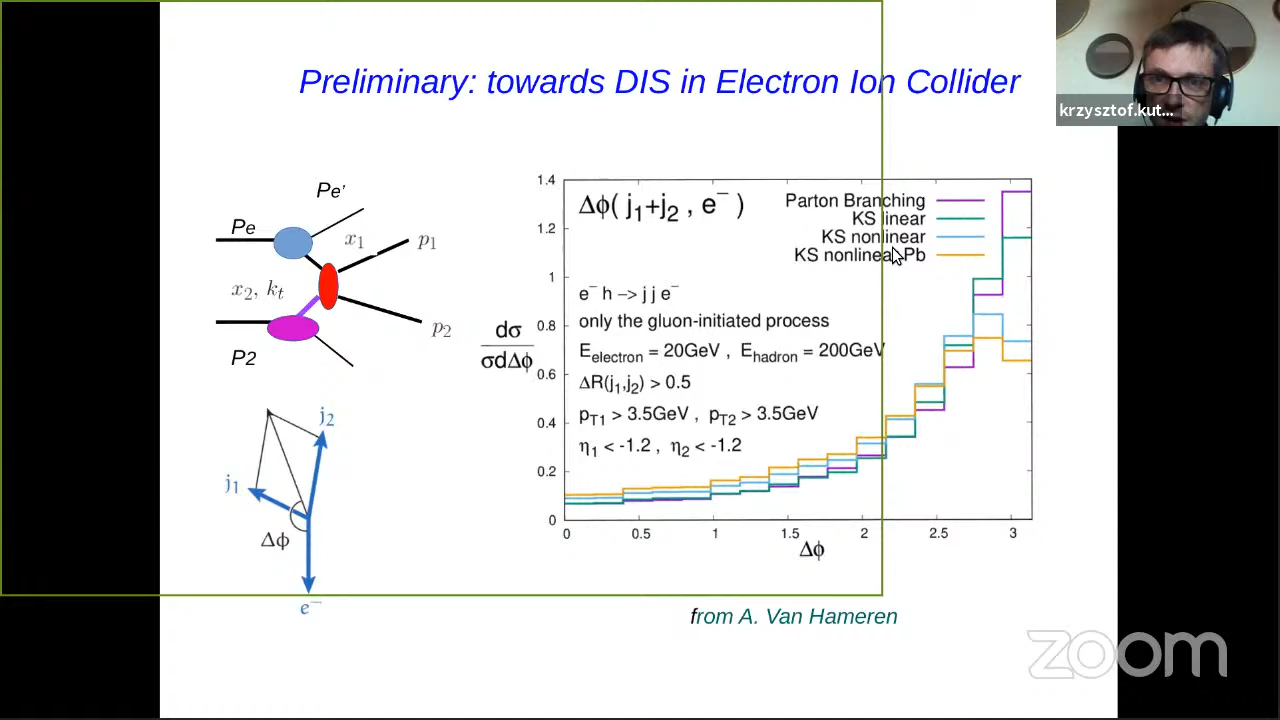 Preliminary: towards DIS in Electron Ion Collider
krzysztof.kut...
Pe'
Pe
x1
p1
x2, kt
p2
P2
j2
j1
Δϕ
e−
dσ
σdΔϕ
1.4
1.2
1
0.8
0.6
0.4
0.2
0
Δϕ( j1+j2 , e− )
Parton Branching
KS linear
KS nonlinear
KS nonlinear Pb
e− h −> j j e−
only the gluon-initiated process
Eelectron = 20GeV , Ehadron = 200GeV
ΔR(j1,j2) > 0.5
pT1 > 3.5GeV , pT2 > 3.5GeV
η1 < -1.2 , η2 < -1.2
0 0.5 1 1.5 2 2.5 3
Δϕ
from A. Van Hameren
zoom